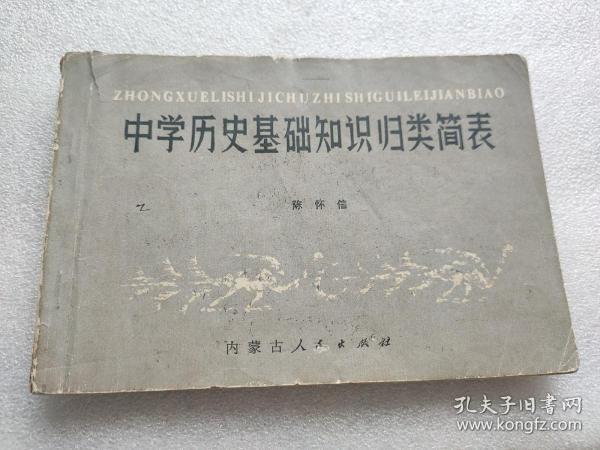 ZHONGXUELISHIJICHUZHISHIGUILEIJIANBIAO
中学历史基础知识归类简表
乙
陈怀信
内蒙古人民出版社
孔夫子旧书网
www.kongfz.com